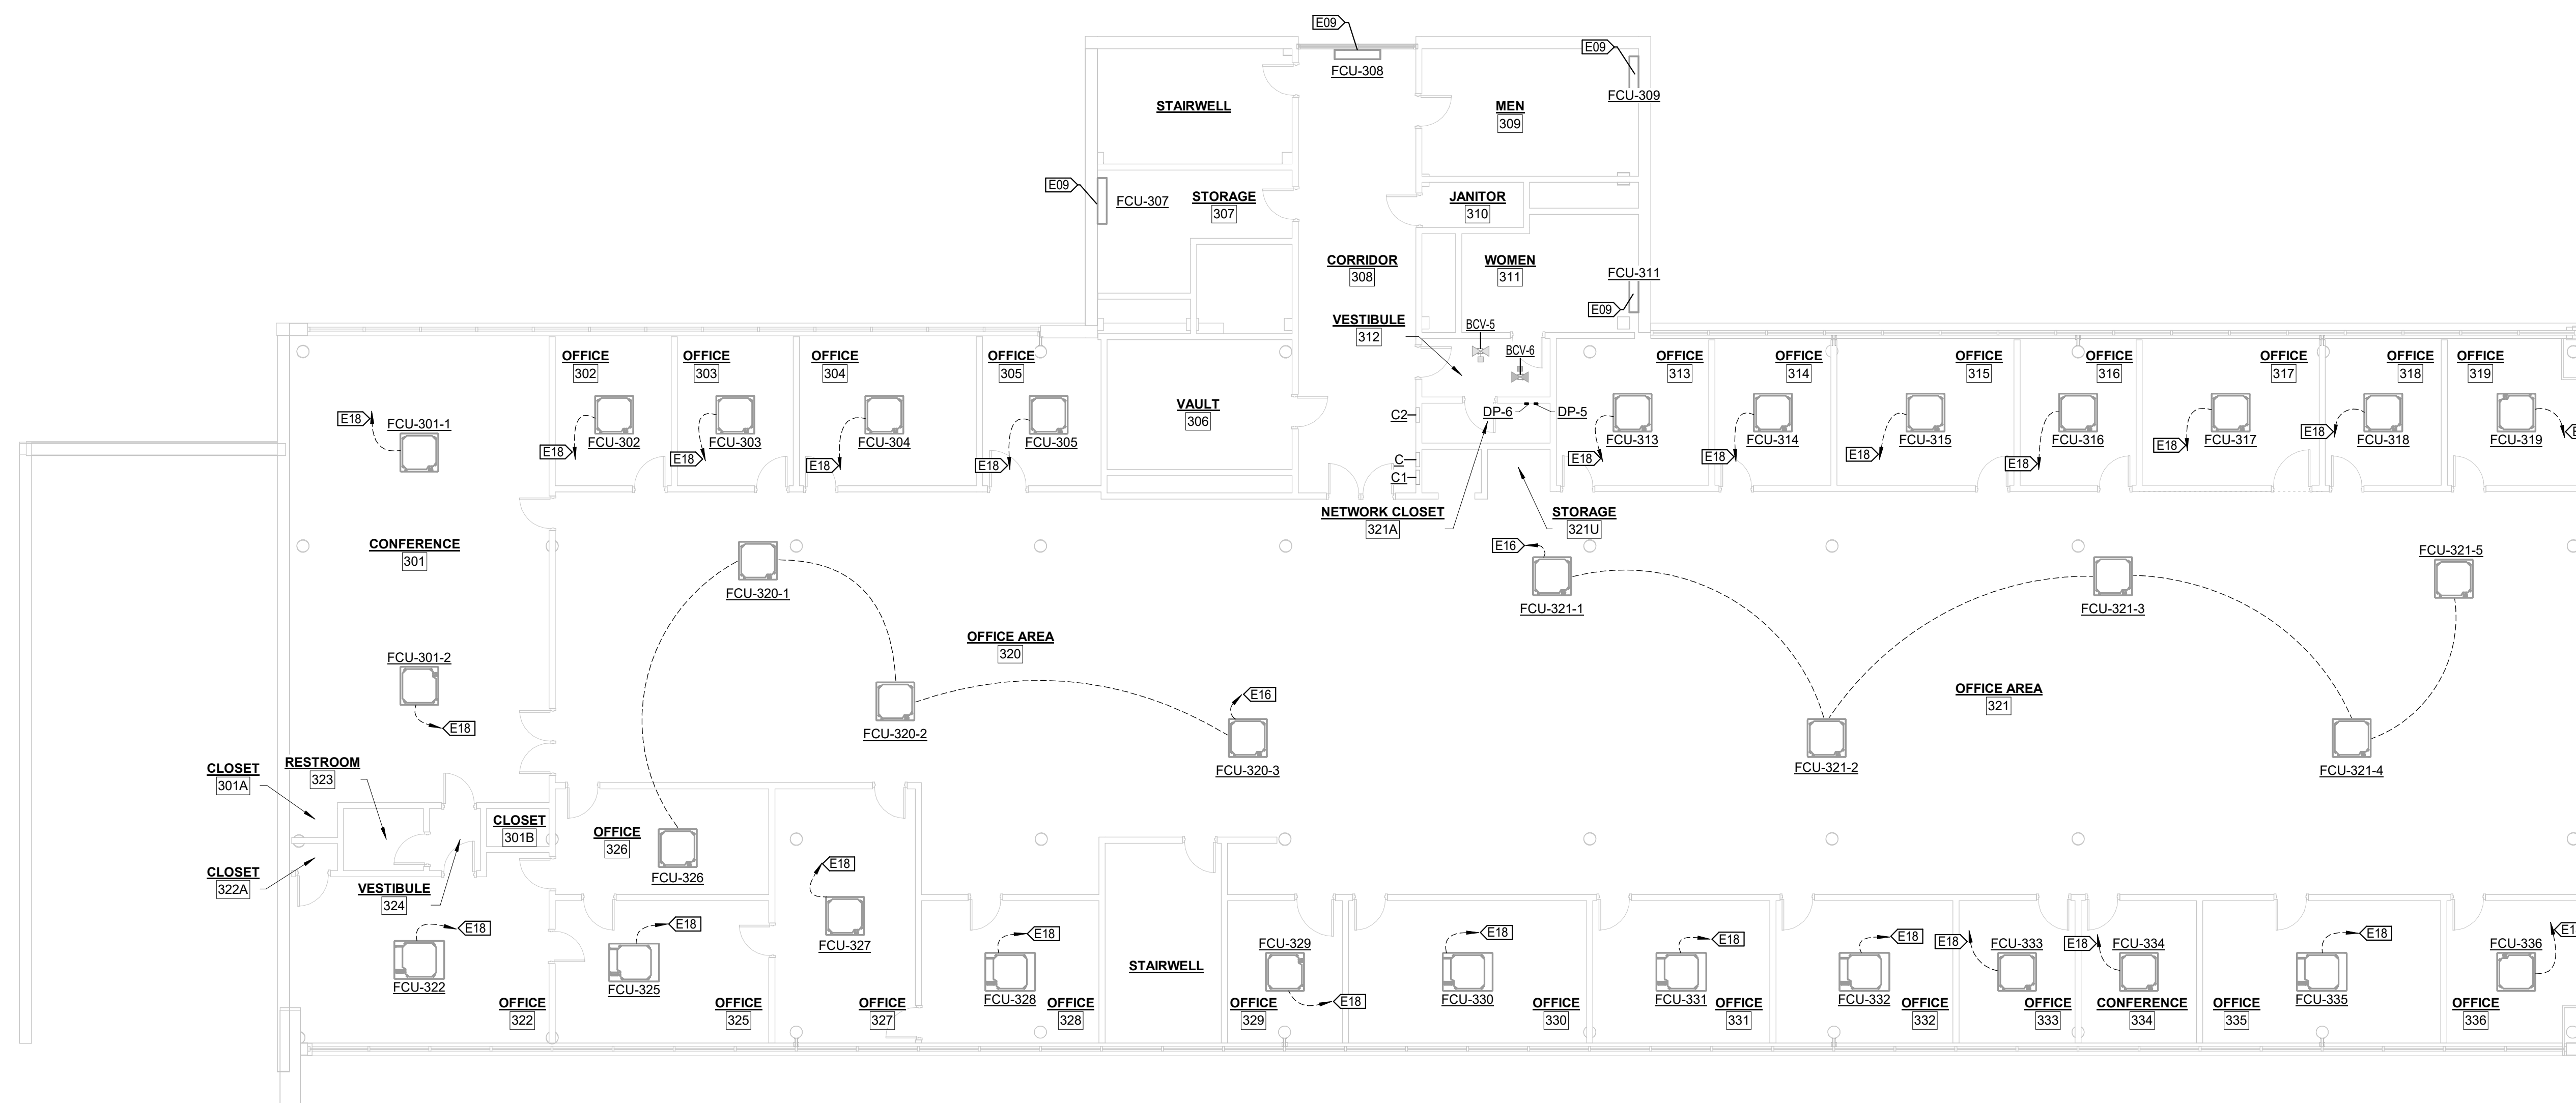 E09
E09
FCU-308
FCU-309
STAIRWELL
MEN
309
E09
FCU-307
STORAGE
307
JANITOR
310
CORRIDOR
308
WOMEN
311
FCU-311
E09
VESTIBULE
312
BCV-5
BCV-6
OFFICE
302
OFFICE
303
OFFICE
304
OFFICE
305
OFFICE
313
OFFICE
314
OFFICE
315
OFFICE
316
OFFICE
317
OFFICE
318
OFFICE
319
VAULT
306
C2
DP-6
DP-5
E18
FCU-301-1
E18
FCU-302
E18
FCU-303
E18
FCU-304
E18
FCU-305
E18
FCU-313
E18
FCU-314
E18
FCU-315
E18
FCU-316
E18
FCU-317
E18
FCU-318
FCU-319
C
C1
NETWORK CLOSET
321A
STORAGE
321U
CONFERENCE
301
E16
FCU-320-1
FCU-321-1
FCU-321-3
FCU-321-5
OFFICE AREA
320
FCU-301-2
E18
FCU-320-2
E16
FCU-320-3
OFFICE AREA
321
FCU-321-2
FCU-321-4
CLOSET
301A
RESTROOM
323
CLOSET
301B
OFFICE
326
FCU-326
CLOSET
322A
VESTIBULE
324
E18
FCU-327
E18
FCU-322
OFFICE
322
E18
FCU-325
OFFICE
325
OFFICE
327
E18
FCU-328
OFFICE
328
STAIRWELL
FCU-329
E18
OFFICE
329
E18
FCU-330
OFFICE
330
E18
FCU-331
OFFICE
331
E18
FCU-332
OFFICE
332
E18
FCU-333
OFFICE
333
E18
FCU-334
CONFERENCE
334
E18
FCU-335
OFFICE
335
FCU-336
OFFICE
336